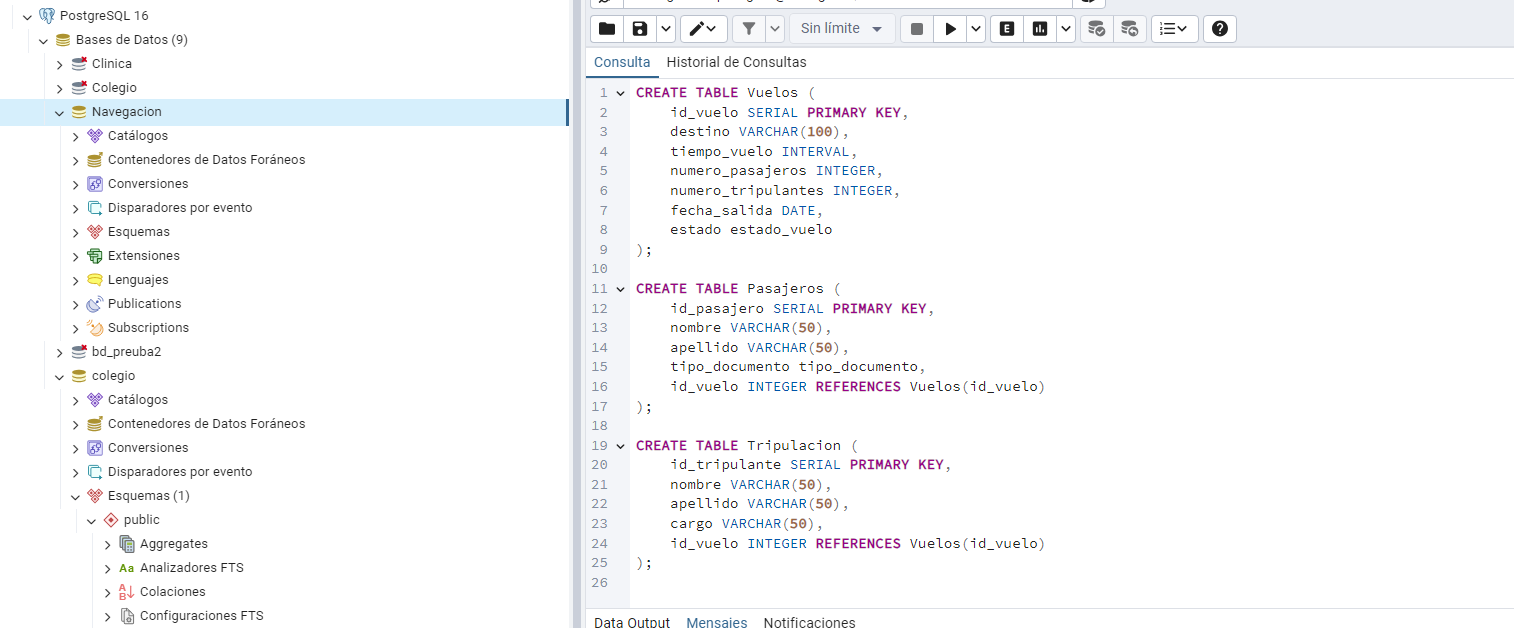 PostgreSQL 16
Bases de Datos (9)
Clinica
Colegio
Navegacion
Catálogos
Contenedores de Datos Foráneos
Conversiones
Disparadores por evento
Esquemas
Extensiones
Lenguajes
Publications
Subscriptions
bd_preuba2
colegio
Catálogos
Contenedores de Datos Foráneos
Conversiones
Disparadores por evento
Esquemas (1)
public
Aggregates
Aa Analizadores FTS
Colaciones
Configuraciones FTS
Sin límite
E
Consulta Historial de Consultas
1 CREATE TABLE Vuelos (
2 id_vuelo SERIAL PRIMARY KEY,
3 destino VARCHAR(100),
4 tiempo_vuelo INTERVAL,
5 numero_pasajeros INTEGER,
6 numero_tripulantes INTEGER,
7 fecha_salida DATE,
8 estado estado_vuelo
9 );
10
11 CREATE TABLE Pasajeros (
12 id_pasajero SERIAL PRIMARY KEY,
13 nombre VARCHAR(50),
14 apellido VARCHAR(50),
15 tipo_documento tipo_documento,
16 id_vuelo INTEGER REFERENCES Vuelos(id_vuelo)
17 );
18
19 CREATE TABLE Tripulacion (
20 id_tripulante SERIAL PRIMARY KEY,
21 nombre VARCHAR(50),
22 apellido VARCHAR(50),
23 cargo VARCHAR(50),
24 id_vuelo INTEGER REFERENCES Vuelos(id_vuelo)
25 );
26
Data Output Mensajes Notificaciones